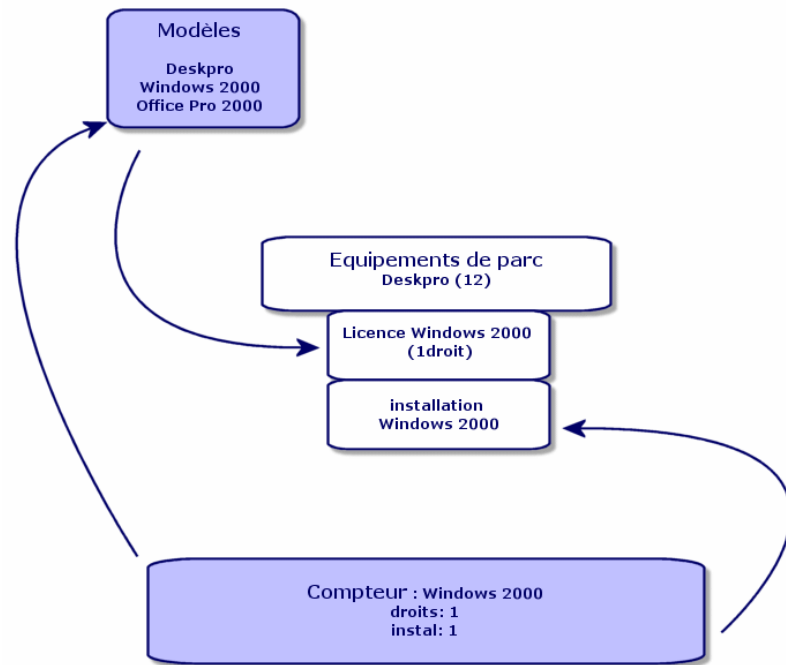 Modèles
Deskpro
Windows 2000
Office Pro 2000
Equipements de parc
Deskpro (12)
Licence Windows 2000
(1droit)
installation
Windows 2000
Compteur : Windows 2000
droits: 1
instal: 1